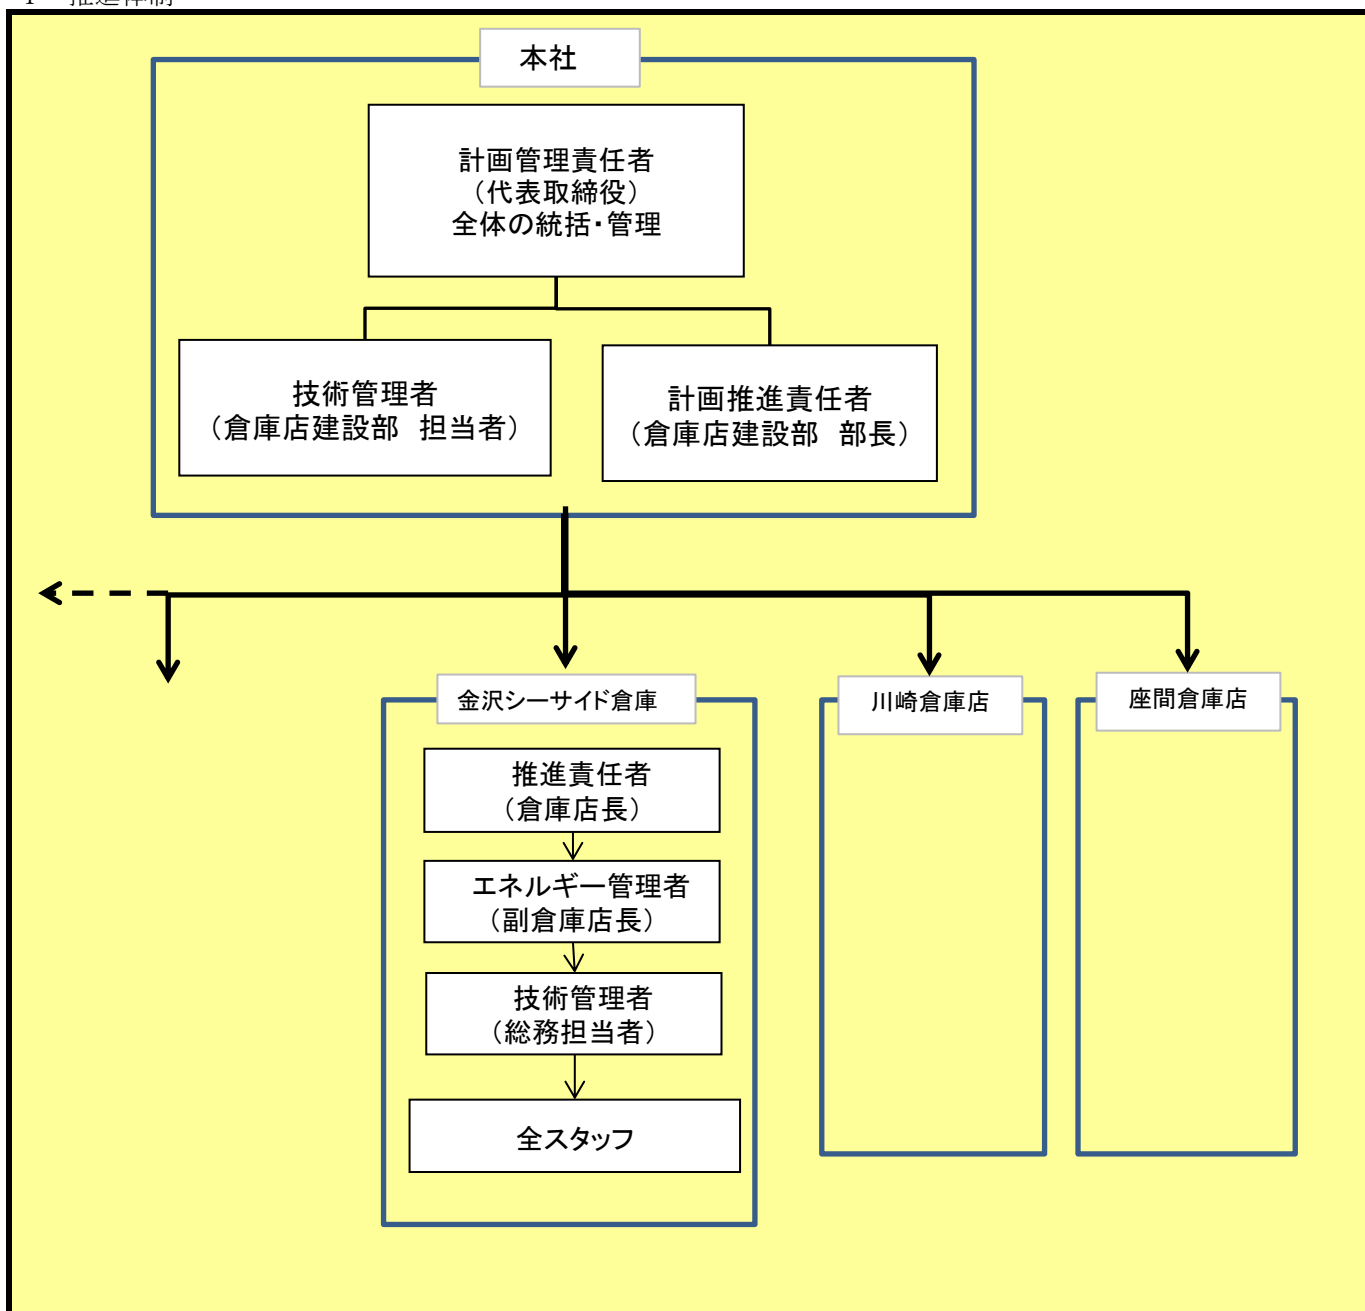 本社
計画管理責任者
（代表取締役）
全体の統括・管理
技術管理者
（倉庫店建設部　担当者）
計画推進責任者
（倉庫店建設部　部長）
金沢シーサイド倉庫
川崎倉庫店
座間倉庫店
推進責任者
（倉庫店長）
エネルギー管理者
（副倉庫店長）
技術管理者
（総務担当者）
全スタッフ